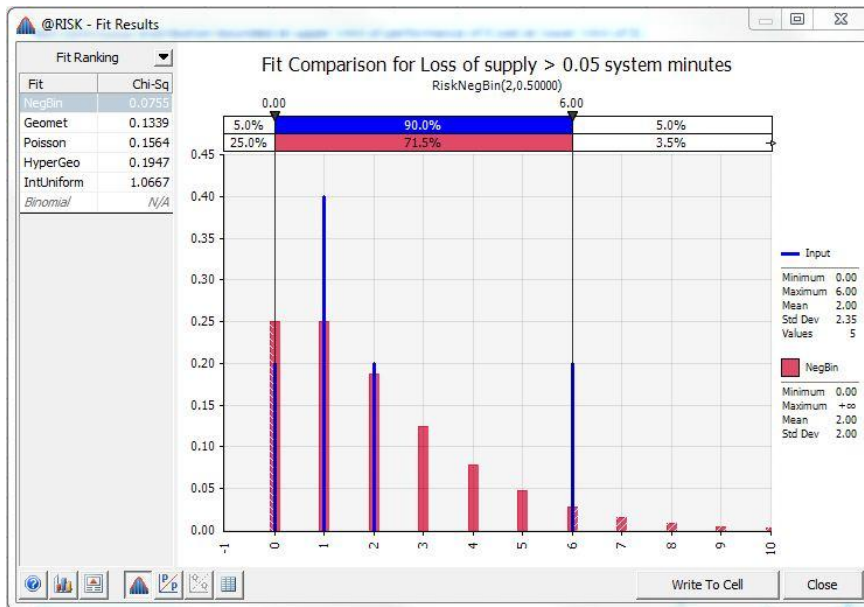 @RISK - Fit Results
Fit Ranking
Fit Chi-Sq
NegBin 0.0755
Geomet 0.1339
Poisson 0.1564
HyperGeo 0.1947
IntUniform 1.0667
Binomial N/A
Fit Comparison for Loss of supply > 0.05 system minutes
RiskNegBin(2,0.50000)
0.00 6.00
5.0% 90.0% 5.0%
25.0% 71.5% 3.5%
0.45
0.40
0.35
0.30
0.25
0.20
0.15
0.10
0.05
0.00
-1 0 1 2 3 4 5 6 7 8 9 10
Input
Minimum 0.00
Maximum 6.00
Mean 2.00
Std Dev 2.35
Values 5
NegBin
Minimum 0.00
Maximum +∞
Mean 2.00
Std Dev 2.00
Write To Cell
Close